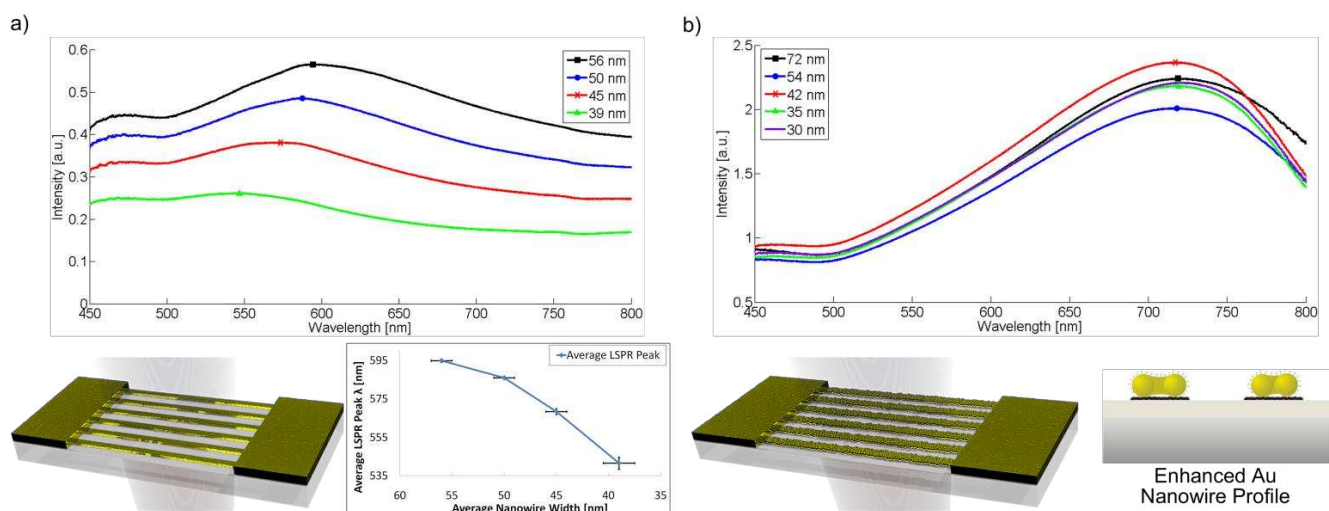 a)
0.6
0.5
0.4
0.3
0.2
0.1
0
Intensity [a.u.]
450 500 550 600 650 700 750 800
Wavelength [nm]
56 nm
50 nm
45 nm
39 nm
b)
2.5
2
1.5
1
0.5
Intensity [a.u.]
450 500 550 600 650 700 750 800
Wavelength [nm]
72 nm
54 nm
42 nm
35 nm
30 nm
Average LSPR Peak
Average LSPR Peak λ [nm]
595
575
555
535
60 55 50 45 40 35
Average Nanowire Width [nm]
Enhanced Au
Nanowire Profile